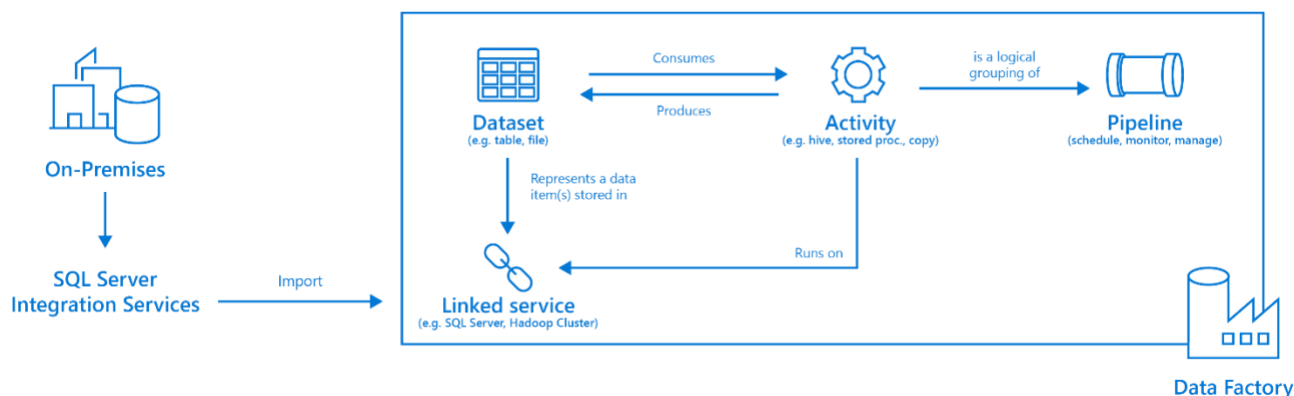 On-Premises
SQL Server
Integration Services
Import
Dataset
(e.g. table, file)
Consumes
Produces
Activity
(e.g. hive, stored proc., copy)
is a logical
grouping of
Pipeline
(schedule, monitor, manage)
Represents a data
item(s) stored in
Runs on
Linked service
(e.g. SQL Server, Hadoop Cluster)
Data Factory